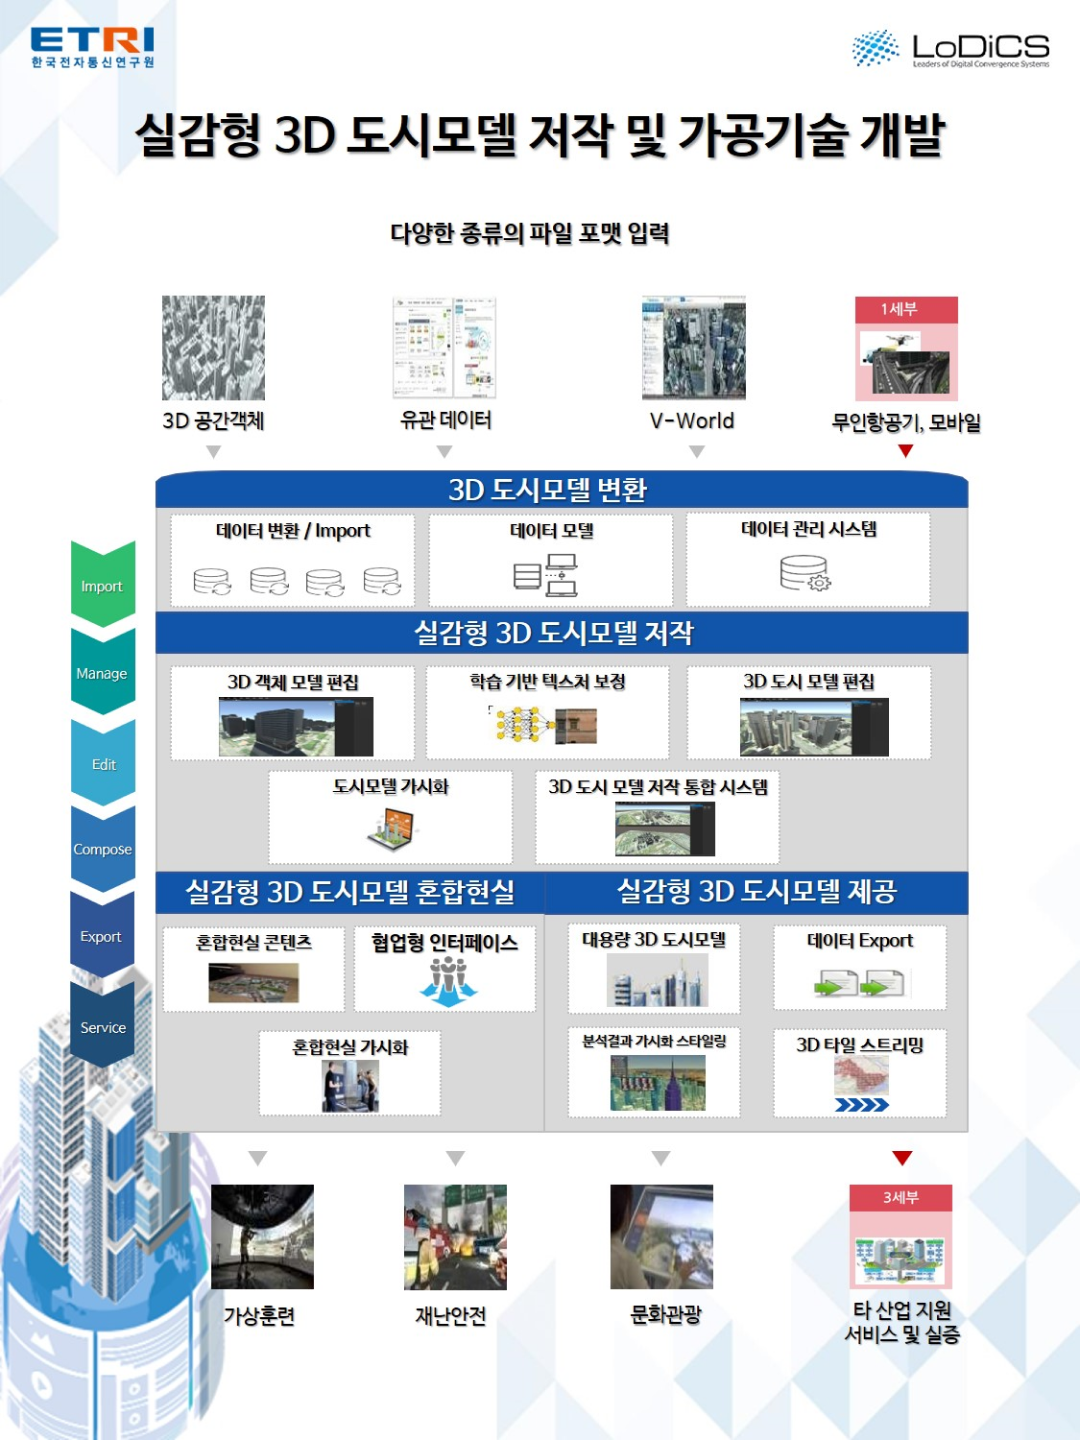 ETRI
한국전자통신연구원
LoDiCS
Leaders of Digital Convergence Systems
실감형 3D 도시모델 저작 및 가공기술 개발
다양한 종류의 파일 포맷 입력
1세부
3D 공간객체
유관 데이터
V-World
무인항공기, 모바일
3D 도시모델 변환
데이터 변환 / Import
데이터 모델
데이터 관리 시스템
Import
실감형 3D 도시모델 저작
Manage
3D 객체 모델 편집
학습 기반 텍스처 보정
3D 도시 모델 편집
Edit
도시모델 가시화
3D 도시 모델 저작 통합 시스템
Compose
실감형 3D 도시모델 혼합현실
실감형 3D 도시모델 제공
Export
혼합현실 콘텐츠
협업형 인터페이스
대용량 3D 도시모델
데이터 Export
Service
혼합현실 가시화
분석결과 가시화 스타일링
3D 타일 스트리밍
3세부
가상훈련
재난안전
문화관광
타 산업 지원
서비스 및 실증